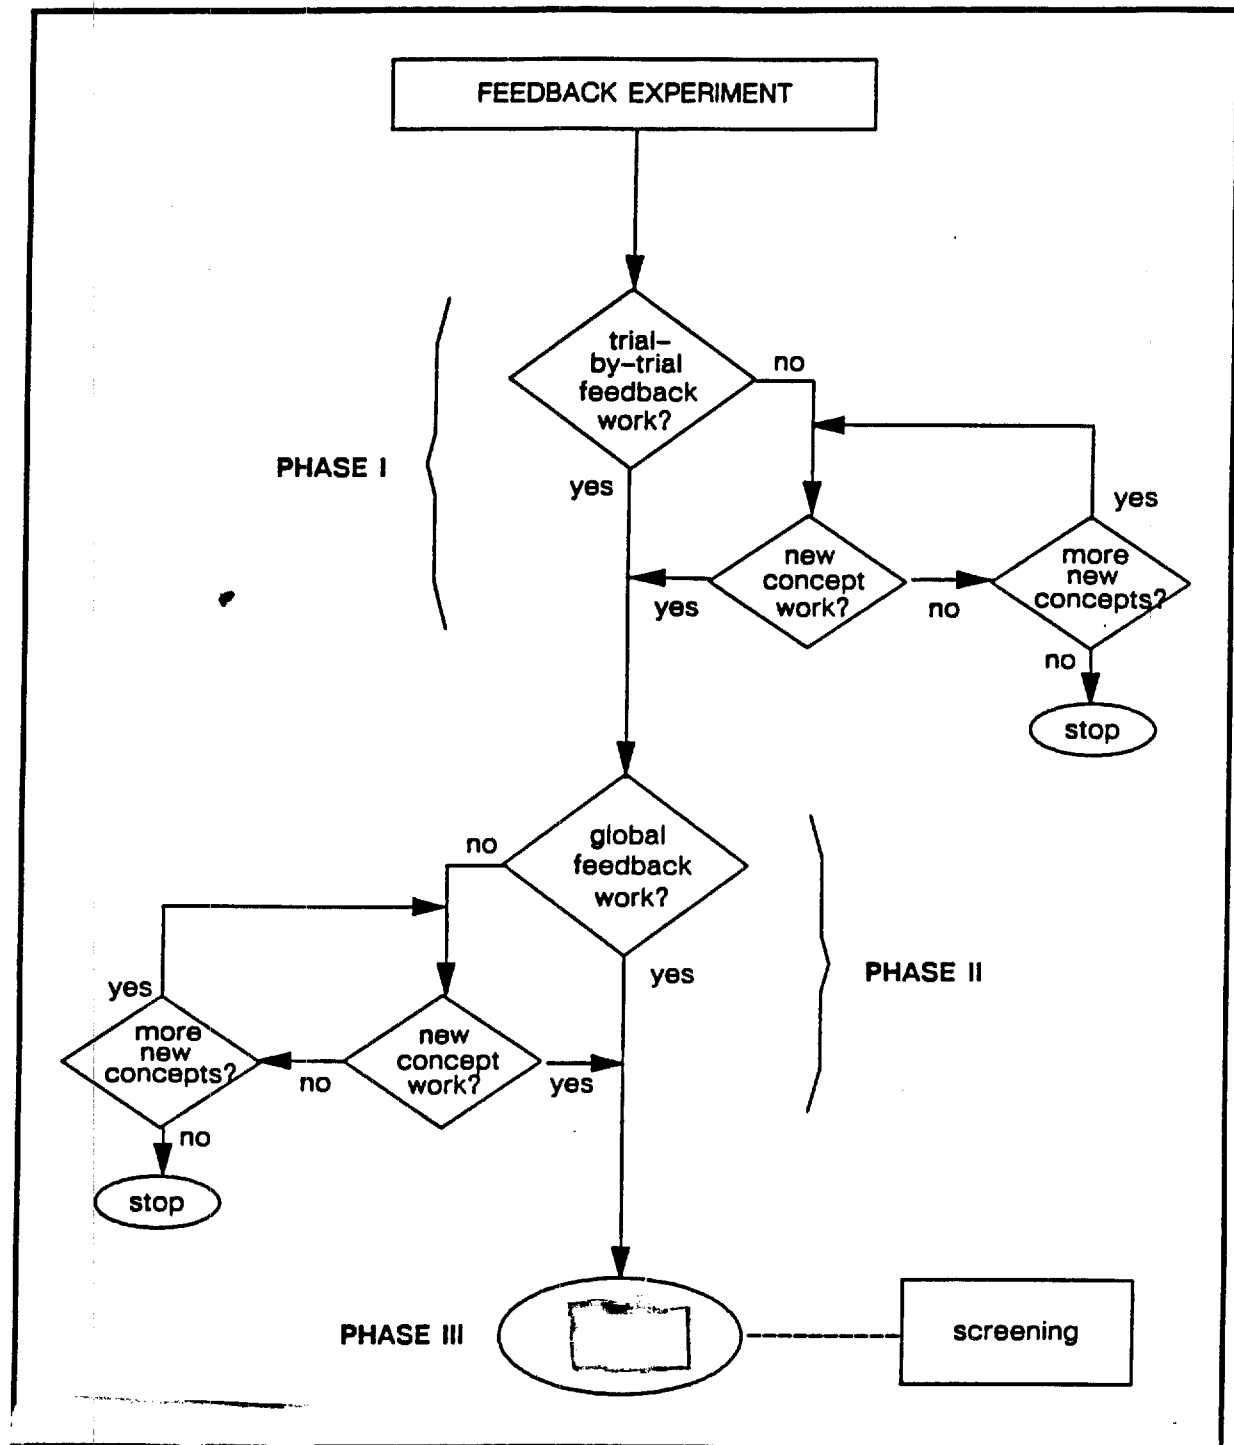 FEEDBACK EXPERIMENT
trial-
by-trial
feedback
work?
no
yes
PHASE I
new
concept
work?
yes
no
more
new
concepts?
yes
no
stop
global
feedback
work?
no
yes
PHASE II
new
concept
work?
yes
no
more
new
concepts?
yes
no
stop
PHASE III
screening